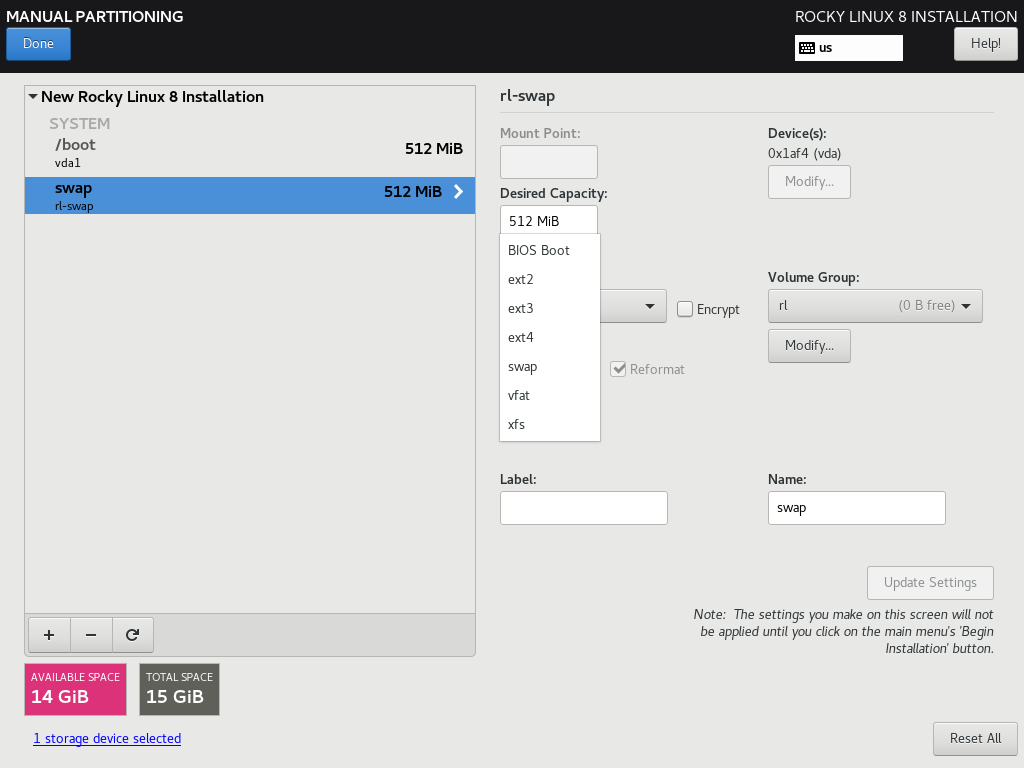 MANUAL PARTITIONING
ROCKY LINUX 8 INSTALLATION
Done
us
Help!
New Rocky Linux 8 Installation
SYSTEM
/boot
512 MiB
vda1
swap
512 MiB
rl-swap
AVAILABLE SPACE
14 GiB
TOTAL SPACE
15 GiB
1 storage device selected
rl-swap
Mount Point:
Device(s):
0x1af4 (vda)
Modify...
Desired Capacity:
512 MiB
BIOS Boot
ext2
ext3
ext4
swap
vfat
xfs
Encrypt
Reformat
Volume Group:
rl (0 B free)
Modify...
Label:
Name:
swap
Update Settings
Note: The settings you make on this screen will not
be applied until you click on the main menu's 'Begin
Installation' button.
Reset All